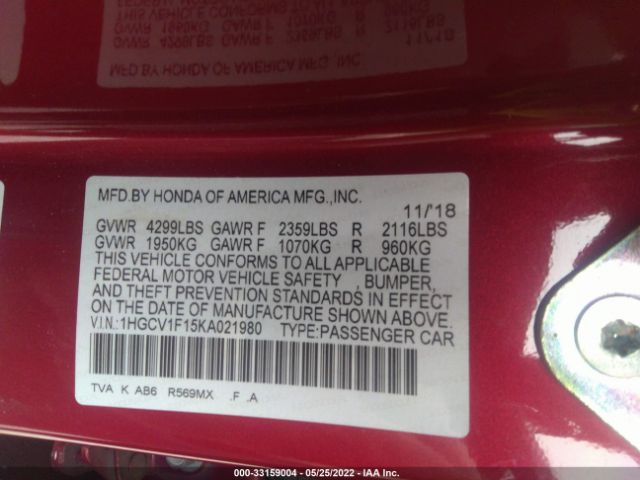 MFD.BY HONDA OF AMERICA MFG.,INC.
11/'18
GVWR 4299LBS GAWR F 2359LBS R 2116LBS
GVWR 1950KG GAWR F 1070KG R 960KG
THIS VEHICLE CONFORMS TO ALL APPLICABLE
FEDERAL MOTOR VEHICLE SAFETY , BUMPER,
AND THEFT PREVENTION STANDARDS IN EFFECT
ON THE DATE OF MANUFACTURE SHOWN ABOVE.
V.I.N.:1HGCV1F15KA021980 TYPE:PASSENGER CAR
TVA K AB6 R569MX .F .A
000-33159004 - 05/25/2022 - IAA Inc.